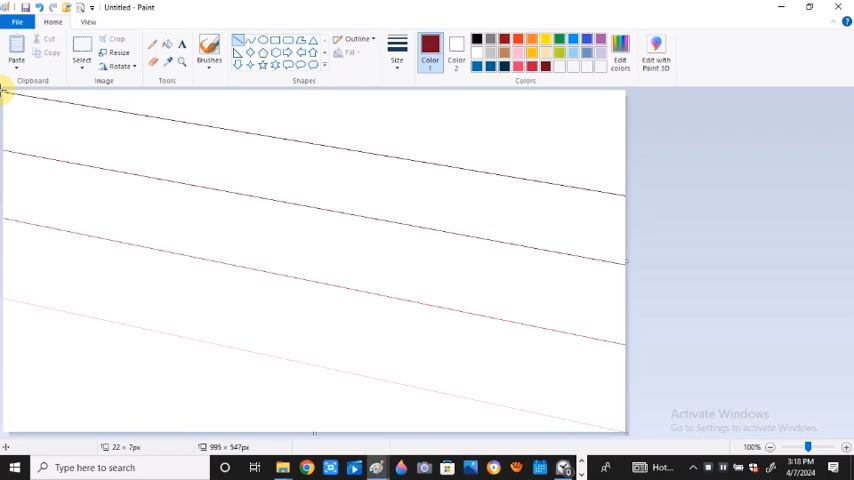 Untitled - Paint
File Home View
Paste
Cut
Copy
Clipboard
Select
Crop
Resize
Rotate
Image
A
Tools
Brushes
Shapes
Outline
Fill
Size
Color 1
Color 2
Colors
Edit colors
Edit with Paint 3D
Activate Windows
Go to Settings to activate Windows.
22 × 7px
995 × 547px
100%
Type here to search
Hot...
3:18 PM
4/7/2024